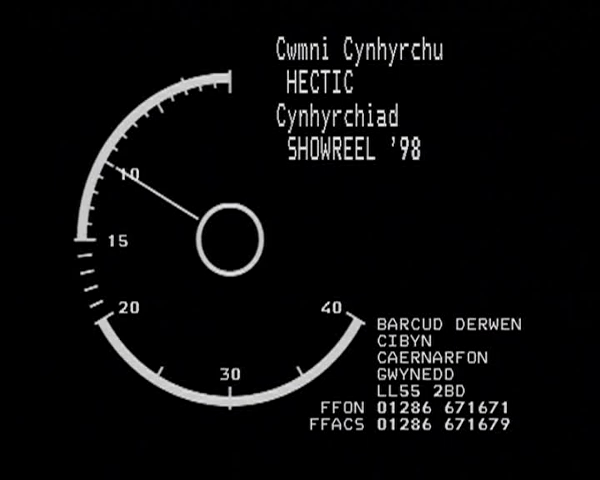 Cwmni Cynhyrchu
HECTIC
Cynhyrchiad
SHOWREEL '98
10
15
20
30
40
BARCUD DERWEN
CIBYN
CAERNARFON
GWYNEDD
LL55 2BD
FFON 01286 671671
FFACS 01286 671679